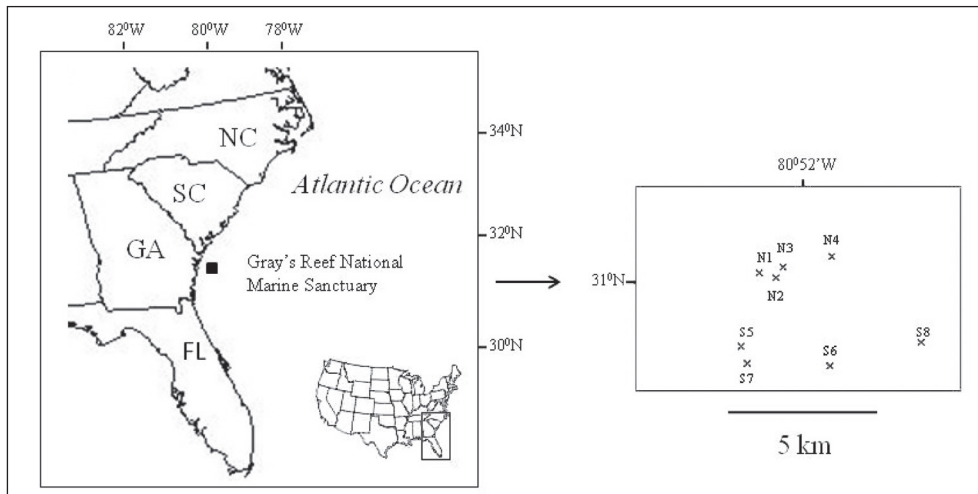 82⁰W 80⁰W 78⁰W
34⁰N
NC
Atlantic Ocean
SC
80⁰52’W
32⁰N
GA
Gray’s Reef National
Marine Sanctuary
N1 N3 N4
31⁰N
N2
30⁰N
FL
S5 S6 S8
S7
5 km